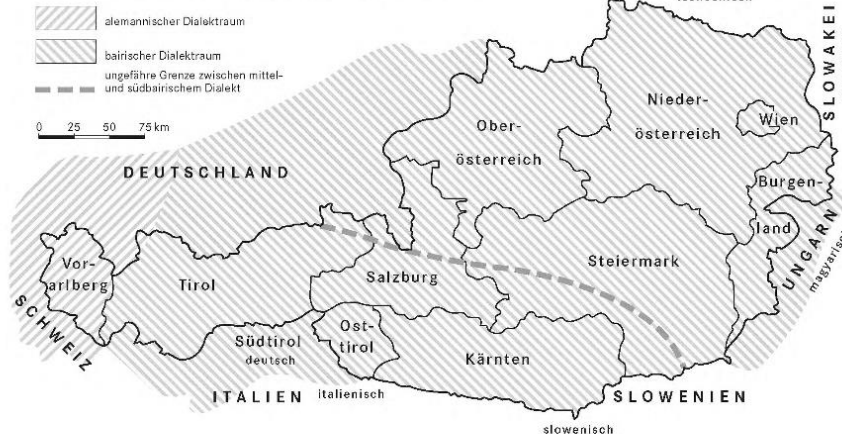 alemannischer Dialektraum
bairischer Dialektraum
ungefähre Grenze zwischen mittel-
und südbairischem Dialekt
0 25 50 75 km
DEUTSCHLAND
SCHWEIZ
ITALIEN
SLOWENIEN
UNGARN
SLOWAKEI
Vor-
arlberg
Tirol
Südtirol
deutsch
italienisch
Ost-
tirol
Salzburg
Kärnten
slowenisch
Ober-
österreich
Nieder-
österreich
Wien
Steiermark
Burgen-
land